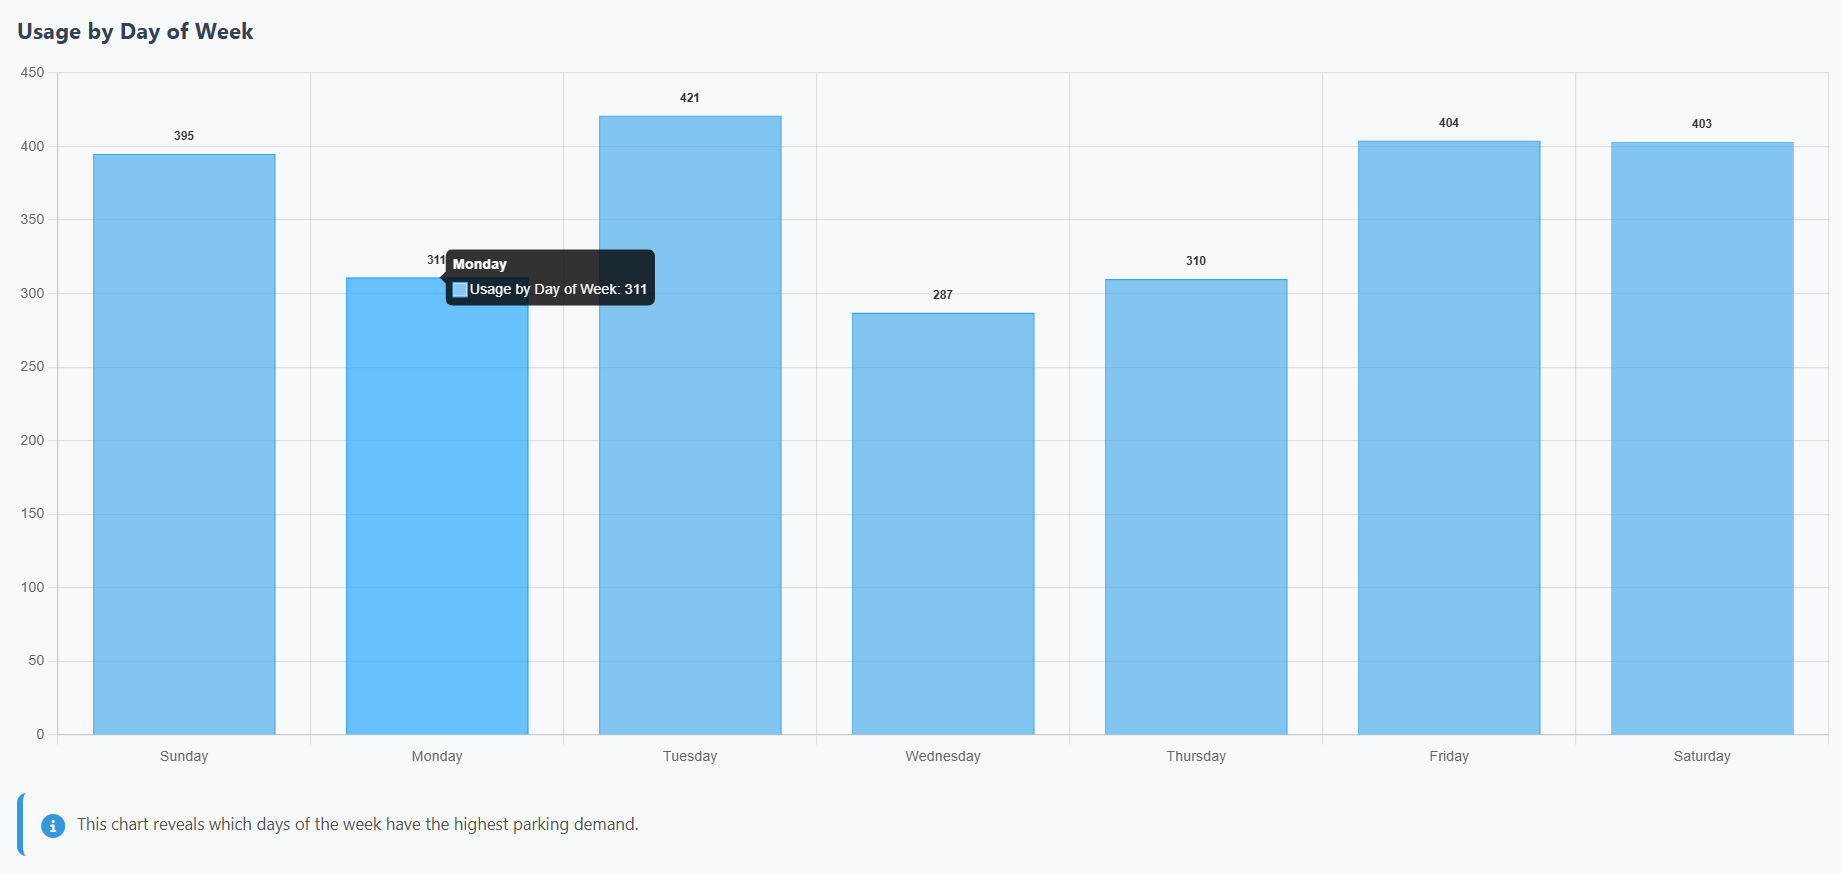 Usage by Day of Week
450
400
350
300
250
200
150
100
50
0
395
311
421
287
310
404
403
Monday
Usage by Day of Week: 311
Sunday
Monday
Tuesday
Wednesday
Thursday
Friday
Saturday
This chart reveals which days of the week have the highest parking demand.